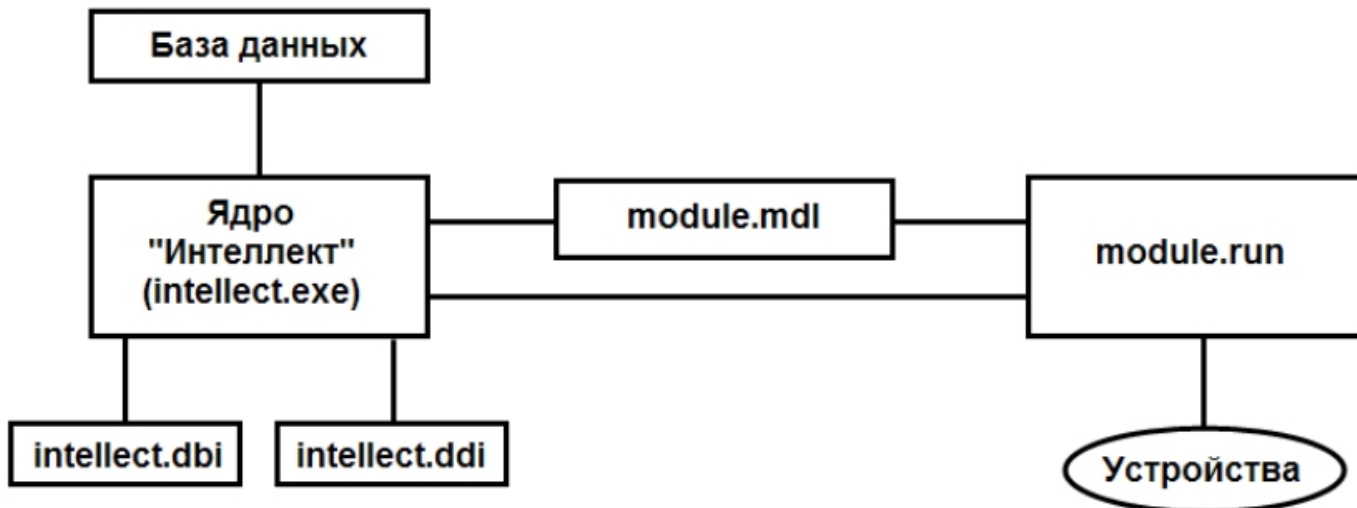 База данных
Ядро
"Интеллект"
(intellect.exe)
module.mdl
module.run
intellect.dbi
intellect.ddi
Устройства